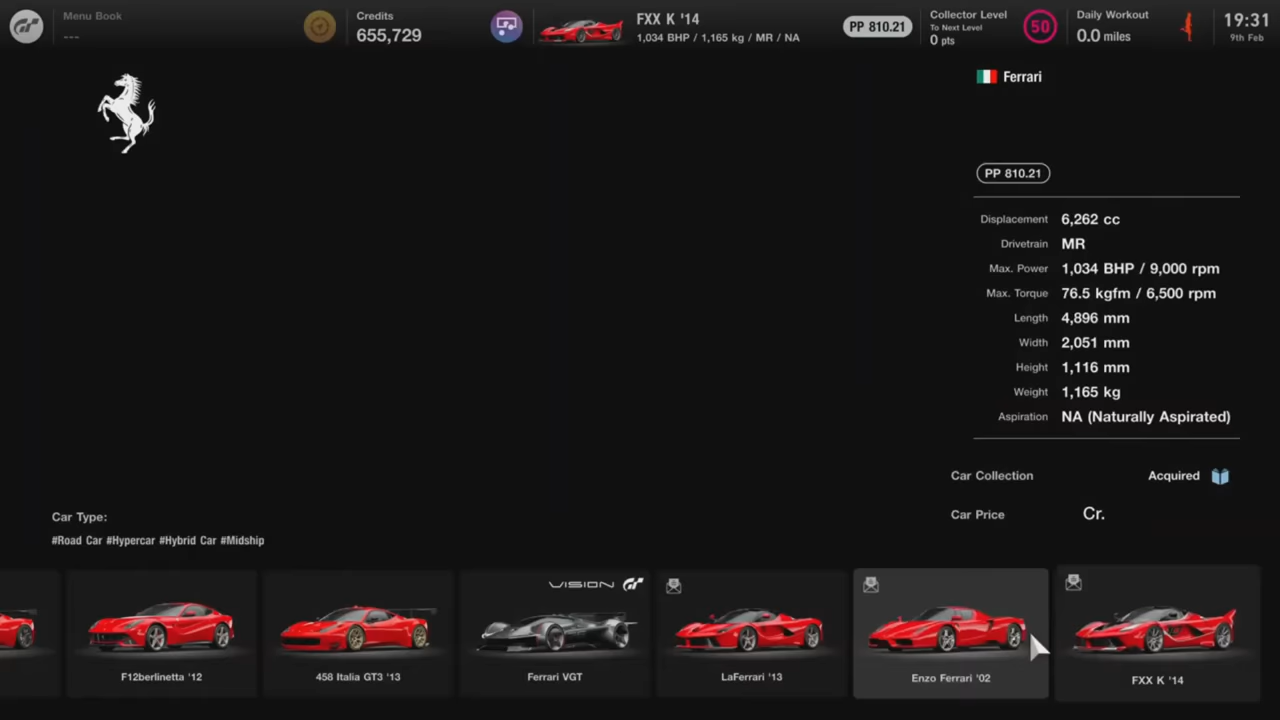 Menu Book
---
Credits
655,729
FXX K '14
1,034 BHP / 1,165 kg / MR / NA
PP 810.21
Collector Level
To Next Level
0 pts
50
Daily Workout
0.0 miles
19:31
9th Feb
Ferrari
PP 810.21
Displacement 6,262 cc
Drivetrain MR
Max. Power 1,034 BHP / 9,000 rpm
Max. Torque 76.5 kgfm / 6,500 rpm
Length 4,896 mm
Width 2,051 mm
Height 1,116 mm
Weight 1,165 kg
Aspiration NA (Naturally Aspirated)
Car Collection Acquired
Car Price Cr.
Car Type:
#Road Car #Hypercar #Hybrid Car #Midship
VISION GT
F12berlinetta '12
458 Italia GT3 '13
Ferrari VGT
LaFerrari '13
Enzo Ferrari '02
FXX K '14